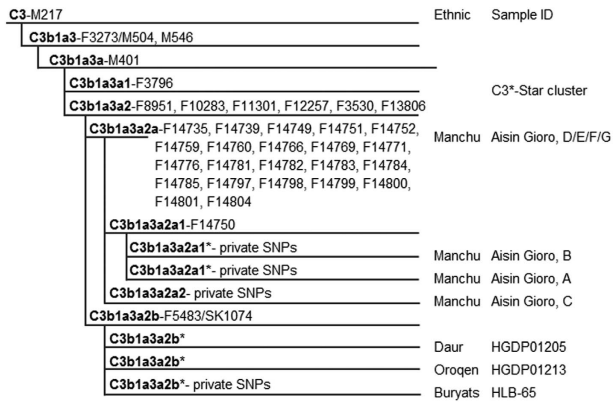 C3-M217 Ethnic Sample ID
C3b1a3-F3273/M504, M546
C3b1a3a-M401
C3b1a3a1-F3796
C3*-Star cluster
C3b1a3a2-F8951, F10283, F11301, F12257, F3530, F13806
C3b1a3a2a-F14735, F14739, F14749, F14751, F14752, Manchu Aisin Gioro, D/E/F/G
F14759, F14760, F14766, F14769, F14771,
F14776, F14781, F14782, F14783, F14784,
F14785, F14797, F14798, F14799, F14800,
F14801, F14804
C3b1a3a2a1-F14750
C3b1a3a2a1*- private SNPs
Manchu Aisin Gioro, B
C3b1a3a2a1*- private SNPs
Manchu Aisin Gioro, A
C3b1a3a2a2- private SNPs
Manchu Aisin Gioro, C
C3b1a3a2b-F5483/SK1074
C3b1a3a2b*
Daur HGDP01205
C3b1a3a2b*
Oroqen HGDP01213
C3b1a3a2b*- private SNPs
Buryats HLB-65